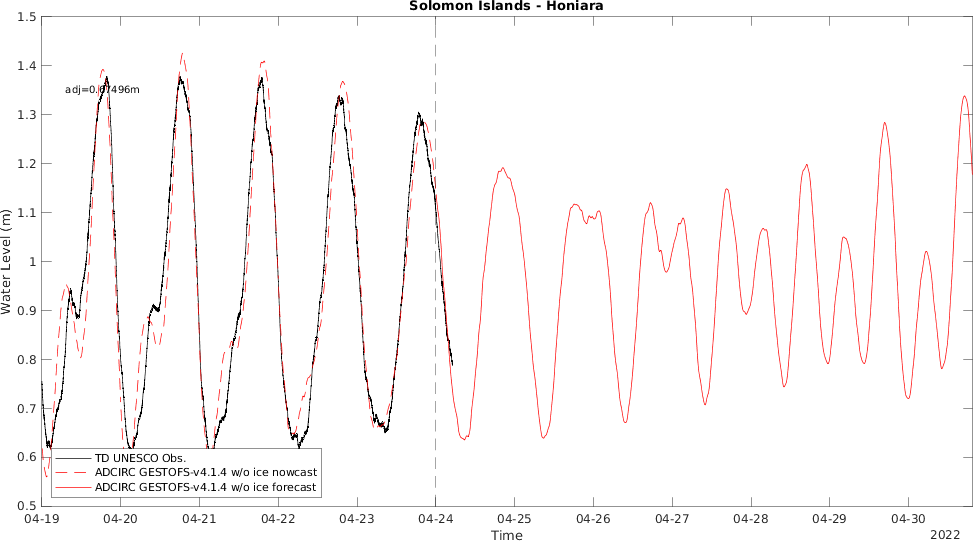 Solomon Islands - Honiara
1.5
1.4
1.3
1.2
1.1
1
0.9
0.8
0.7
0.6
0.5
Water Level (m)
TD UNESCO Obs.
ADCIRC GESTOFS-v4.1.4 w/o ice nowcast
ADCIRC GESTOFS-v4.1.4 w/o ice forecast
04-19 04-20 04-21 04-22 04-23 04-24 04-25 04-26 04-27 04-28 04-29 04-30
Time
2022